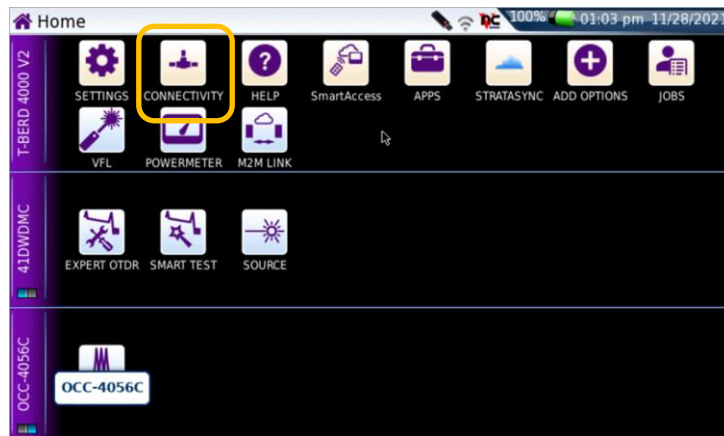 Home
100%
01:03 pm 11/28/2021
T-BERD 4000 V2
SETTINGS CONNECTIVITY HELP SmartAccess APPS STRATASYNC ADD OPTIONS JOBS
VFL POWERMETER M2M LINK
41DWDMC
EXPERT OTDR SMART TEST SOURCE
OCC-4056C
OCC-4056C